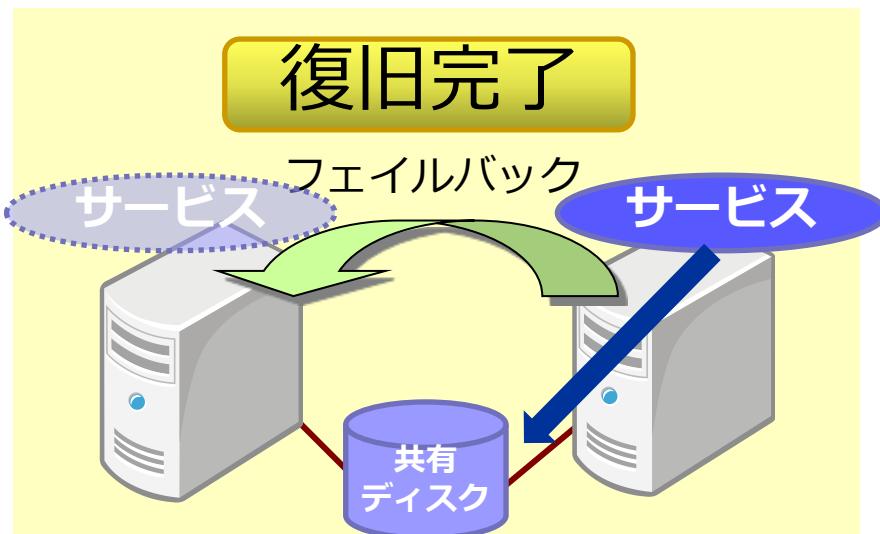 復旧完了
フェイルバック
サービス
サービス
共有
ディスク